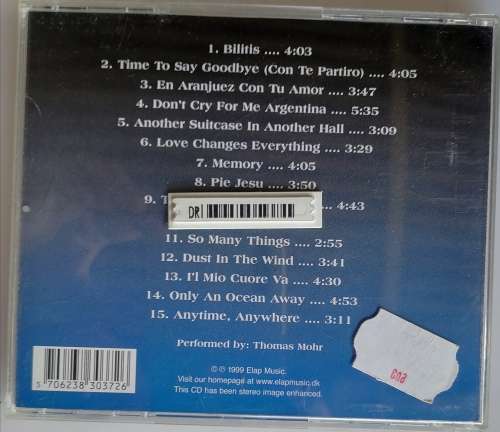 1. Bilitis .... 4:03
2. Time To Say Goodbye (Con Te Partiro) .... 4:05
3. En Aranjuez Con Tu Amor .... 3:47
4. Don't Cry For Me Argentina .... 5:35
5. Another Suitcase In Another Hall .... 3:09
6. Love Changes Everything .... 3:29
7. Memory .... 4:05
8. Pie Jesu .... 3:50
9. .... 4:43
DR
11. So Many Things .... 2:55
12. Dust In The Wind .... 3:41
13. I'l Mio Cuore Va .... 4:30
14. Only An Ocean Away .... 4:53
15. Anytime, Anywhere .... 3:11
Performed by: Thomas Mohr
© ℗ 1999 Elap Music.
Visit our homepage at www.elapmusic.dk
This CD has been stereo image enhanced.
5 706238 303726